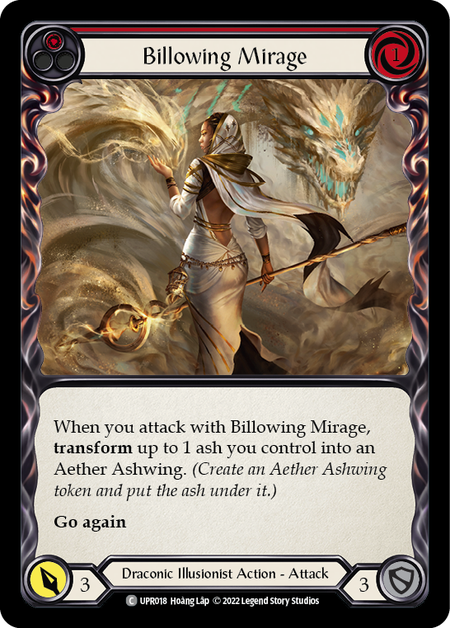 Billowing Mirage
1
When you attack with Billowing Mirage,
transform up to 1 ash you control into an
Aether Ashwing. (Create an Aether Ashwing
token and put the ash under it.)
Go again
3
Draconic Illusionist Action - Attack
3
C UPR018 Hoàng Lập © 2022 Legend Story Studios